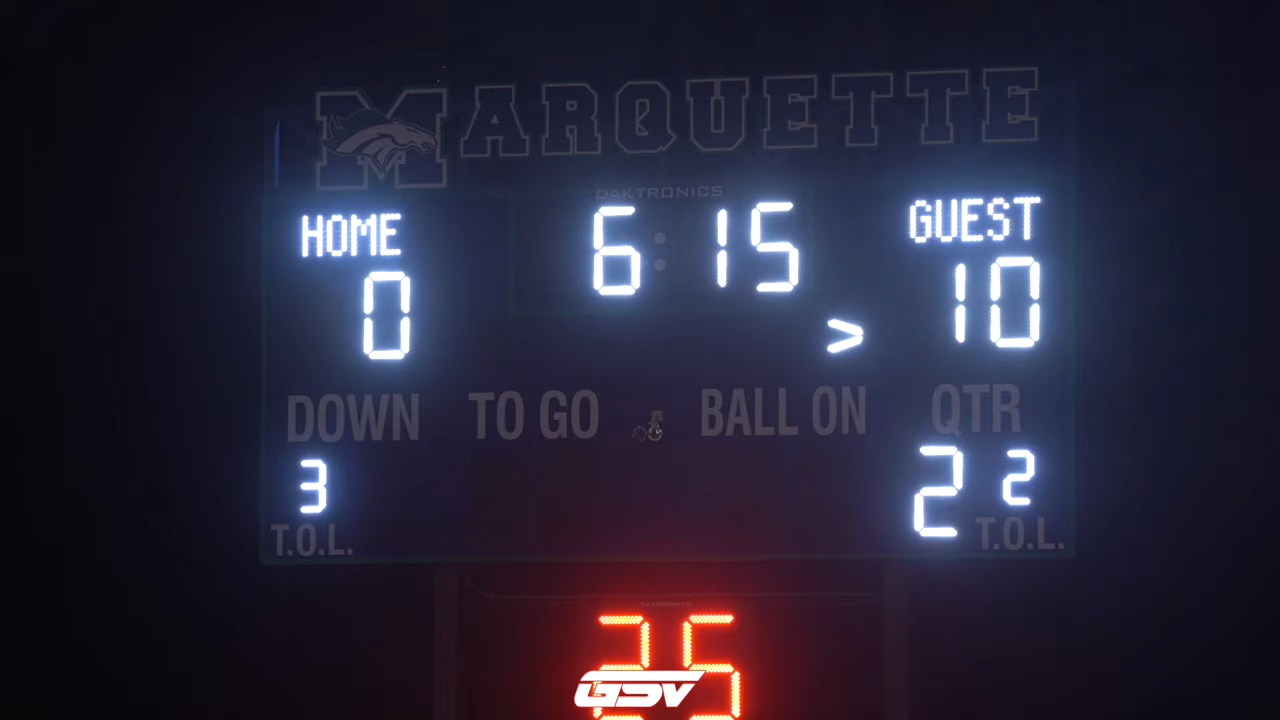 MARQUETTE
DAKTRONICS
HOME 6:15 GUEST
0 > 10
DOWN TO GO BALL ON QTR
3 2 2
T.O.L. T.O.L.
DAKTRONICS
25
GSV